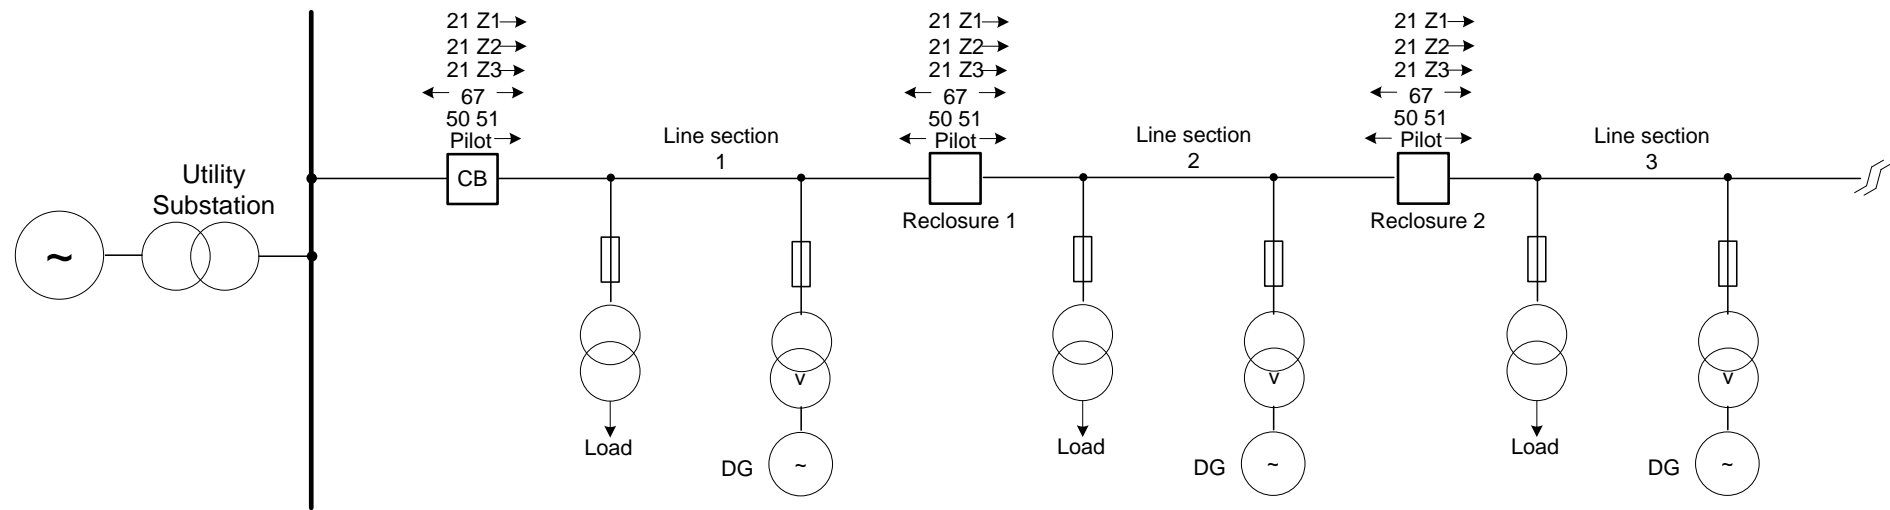 21 Z1
21 Z2
21 Z3
67
50 51
Pilot
CB
21 Z1
21 Z2
21 Z3
67
50 51
Pilot
Reclosure 1
21 Z1
21 Z2
21 Z3
67
50 51
Pilot
Reclosure 2
Line section
1
Line section
2
Line section
3
Utility
Substation
~
Load
DG
v
~
Load
DG
v
~
Load
DG
v
~